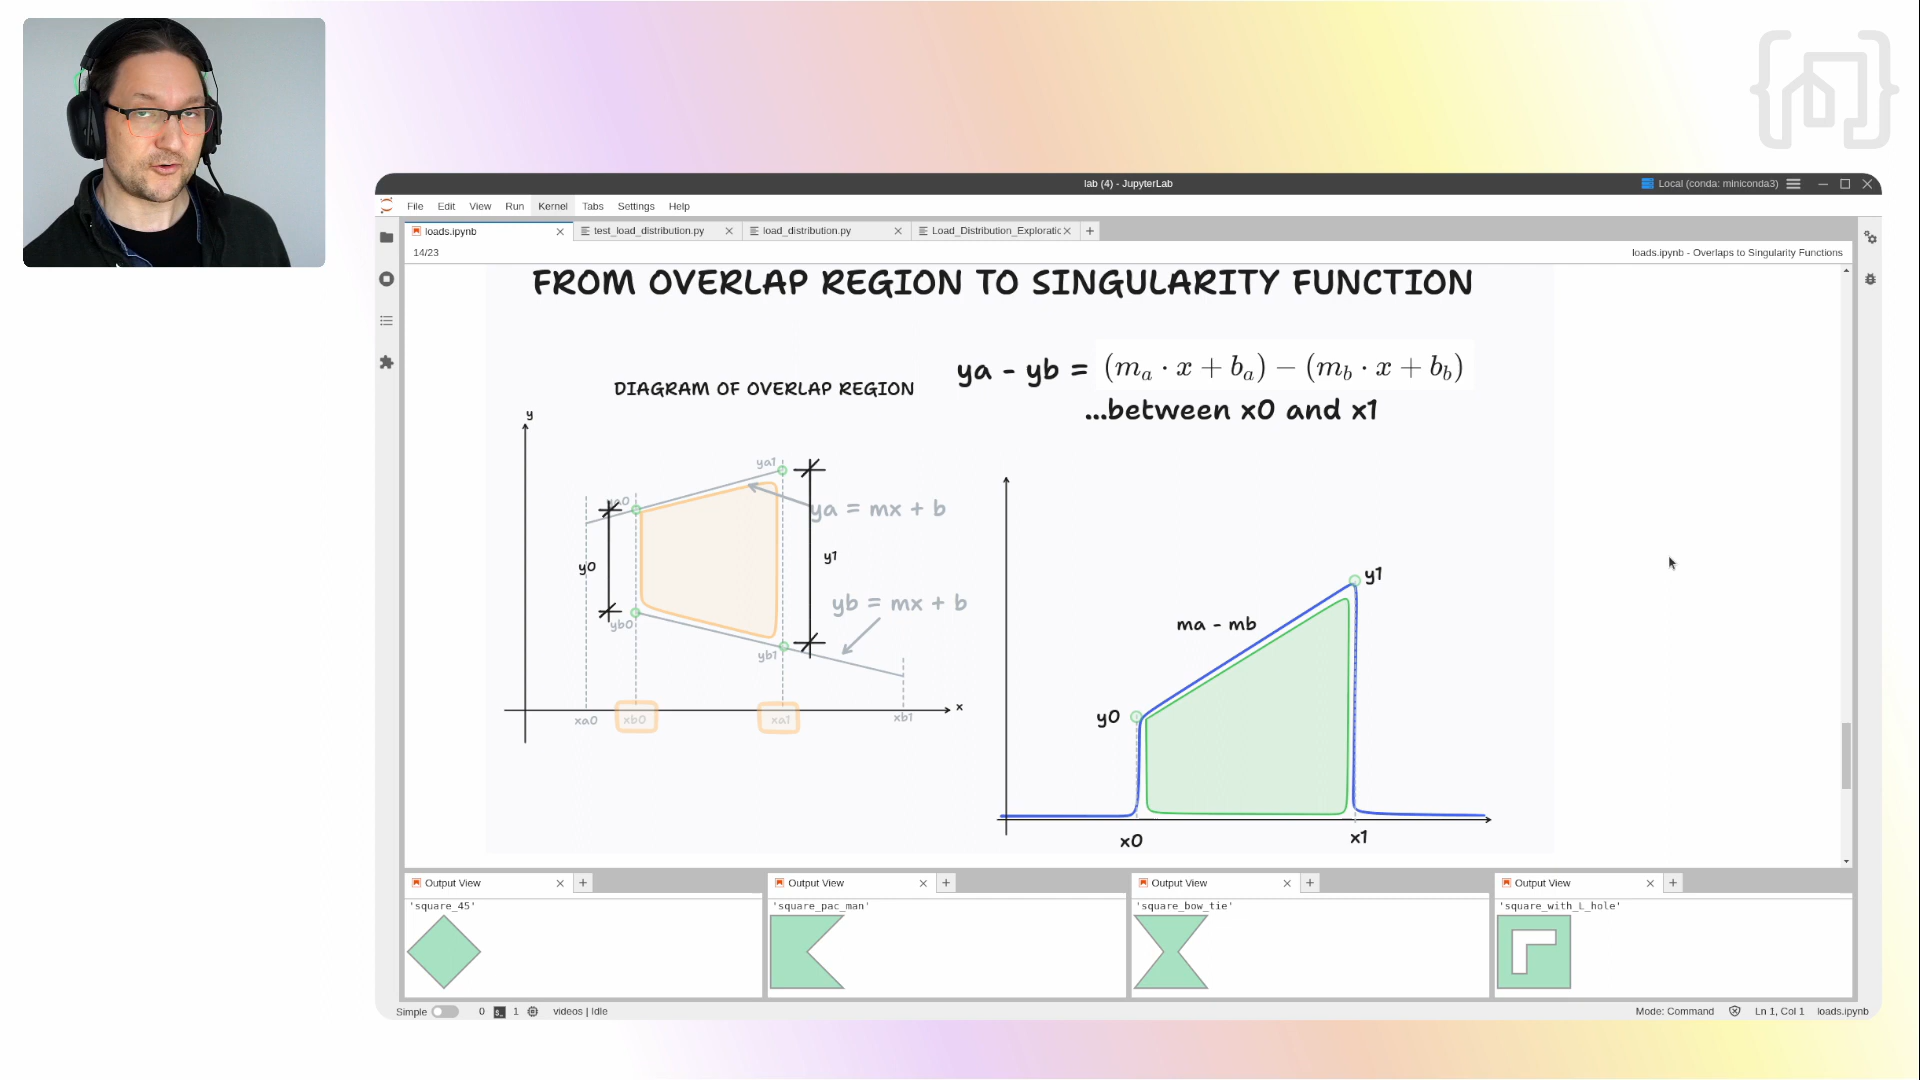 lab (4) - JupyterLab
Local (conda: miniconda3)
File Edit View Run Kernel Tabs Settings Help
loads.ipynb
test_load_distribution.py
load_distribution.py
Load_Distribution_Exploratic
14/23
loads.ipynb - Overlaps to Singularity Functions
FROM OVERLAP REGION TO SINGULARITY FUNCTION
ya - yb = (m_a · x + b_a) − (m_b · x + b_b)
...between x0 and x1
DIAGRAM OF OVERLAP REGION
y
ya1
ya0
ya = mx + b
y0
y1
yb = mx + b
yb0
yb1
x
xa0
xb0
xa1
xb1
y1
ma - mb
y0
x0
x1
Output View
Output View
Output View
Output View
'square_45'
'square_pac_man'
'square_bow_tie'
'square_with_L_hole'
Simple
0
1
videos | Idle
Mode: Command
Ln 1, Col 1
loads.ipynb